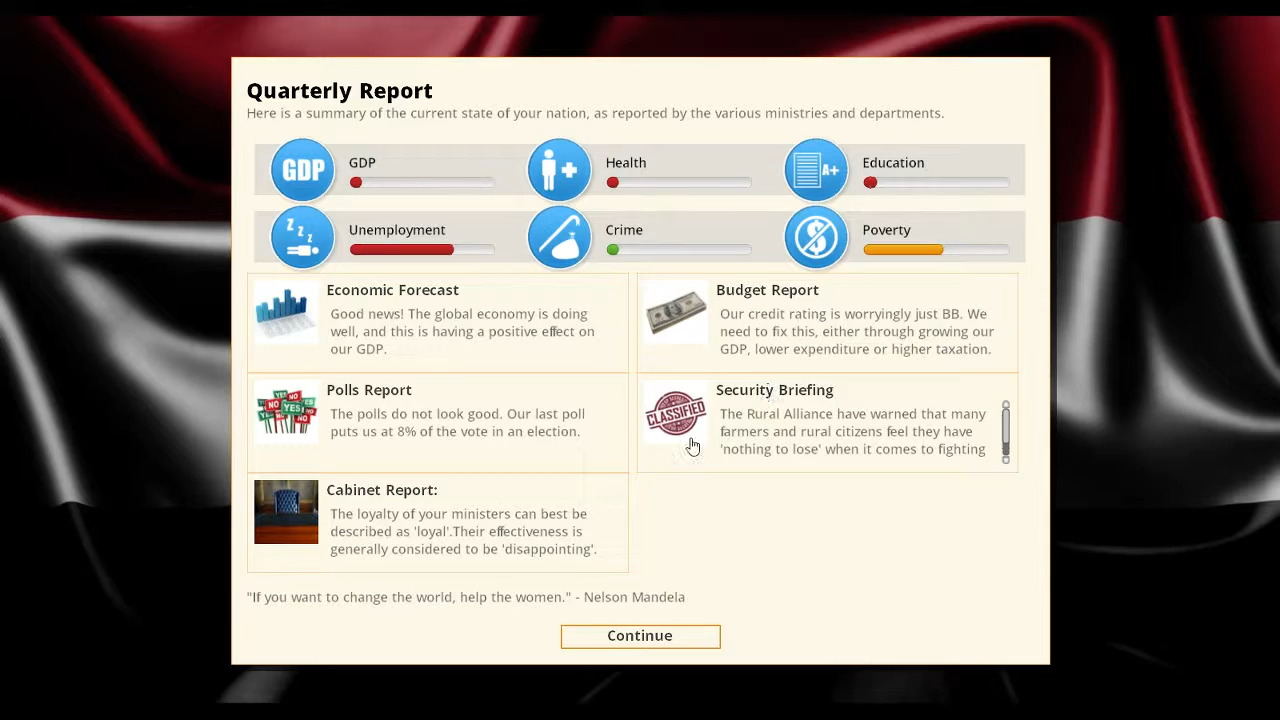 Quarterly Report
Here is a summary of the current state of your nation, as reported by the various ministries and departments.
GDP
GDP
Health
A+
Education
Z Z Z
Unemployment
Crime
$
Poverty
Economic Forecast
Good news! The global economy is doing
well, and this is having a positive effect on
our GDP.
Budget Report
Our credit rating is worryingly just BB. We
need to fix this, either through growing our
GDP, lower expenditure or higher taxation.
YES
NO
YES
NO
Polls Report
The polls do not look good. Our last poll
puts us at 8% of the vote in an election.
CLASSIFIED
Security Briefing
The Rural Alliance have warned that many
farmers and rural citizens feel they have
'nothing to lose' when it comes to fighting
Cabinet Report:
The loyalty of your ministers can best be
described as 'loyal'.Their effectiveness is
generally considered to be 'disappointing'.
"If you want to change the world, help the women." - Nelson Mandela
Continue